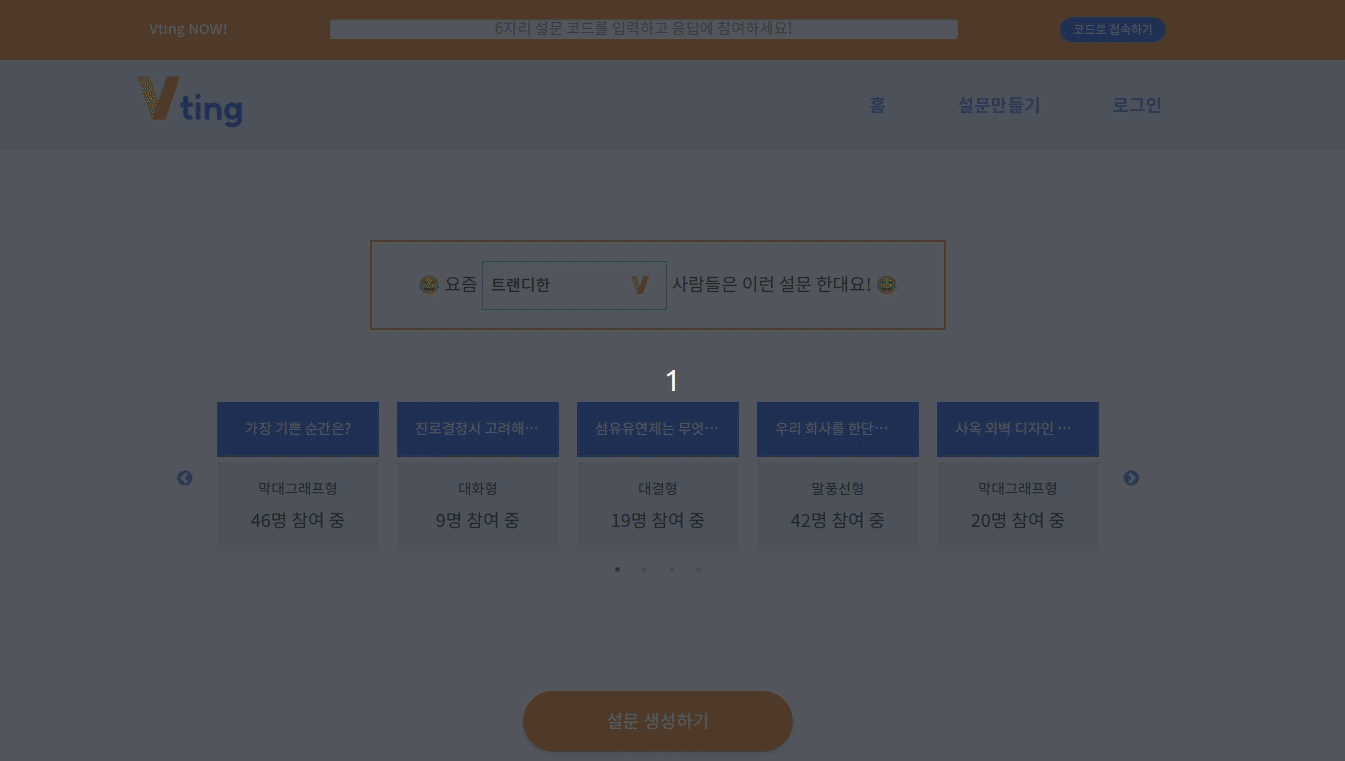 Vting NOW!
6자리 설문 코드를 입력하고 응답에 참여하세요!
코드로 접속하기
Vting
홈
설문만들기
로그인
요즘 트랜디한 V 사람들은 이런 설문 한대요!
1
가장 기쁜 순간은?
진로결정시 고려해…
섬유유연제는 무엇…
우리 회사를 한단…
사옥 외벽 디자인 …
막대그래프형
대화형
대결형
말풍선형
막대그래프형
46명 참여 중
9명 참여 중
19명 참여 중
42명 참여 중
20명 참여 중
설문 생성하기